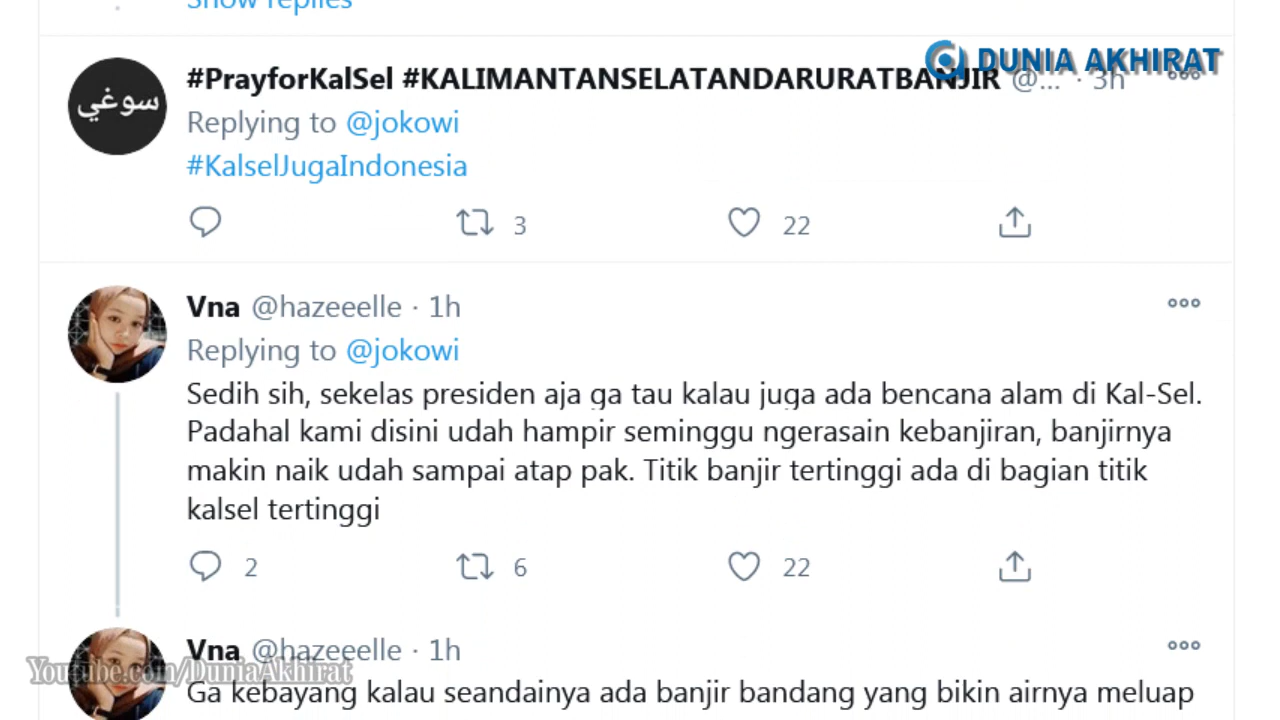 Show replies
DUNIA AKHIRAT
#PrayforKalSel #KALIMANTANSELATANDARURATBANJIR @... · 3h
سوغي
Replying to @jokowi
#KalselJugaIndonesia
3 22
Vna @hazeeelle · 1h
Replying to @jokowi
Sedih sih, sekelas presiden aja ga tau kalau juga ada bencana alam di Kal-Sel.
Padahal kami disini udah hampir seminggu ngerasain kebanjiran, banjirnya
makin naik udah sampai atap pak. Titik banjir tertinggi ada di bagian titik
kalsel tertinggi
2 6 22
Vna @hazeeelle · 1h
Youtube.com/DuniaAkhirat
Ga kebayang kalau seandainya ada banjir bandang yang bikin airnya meluap